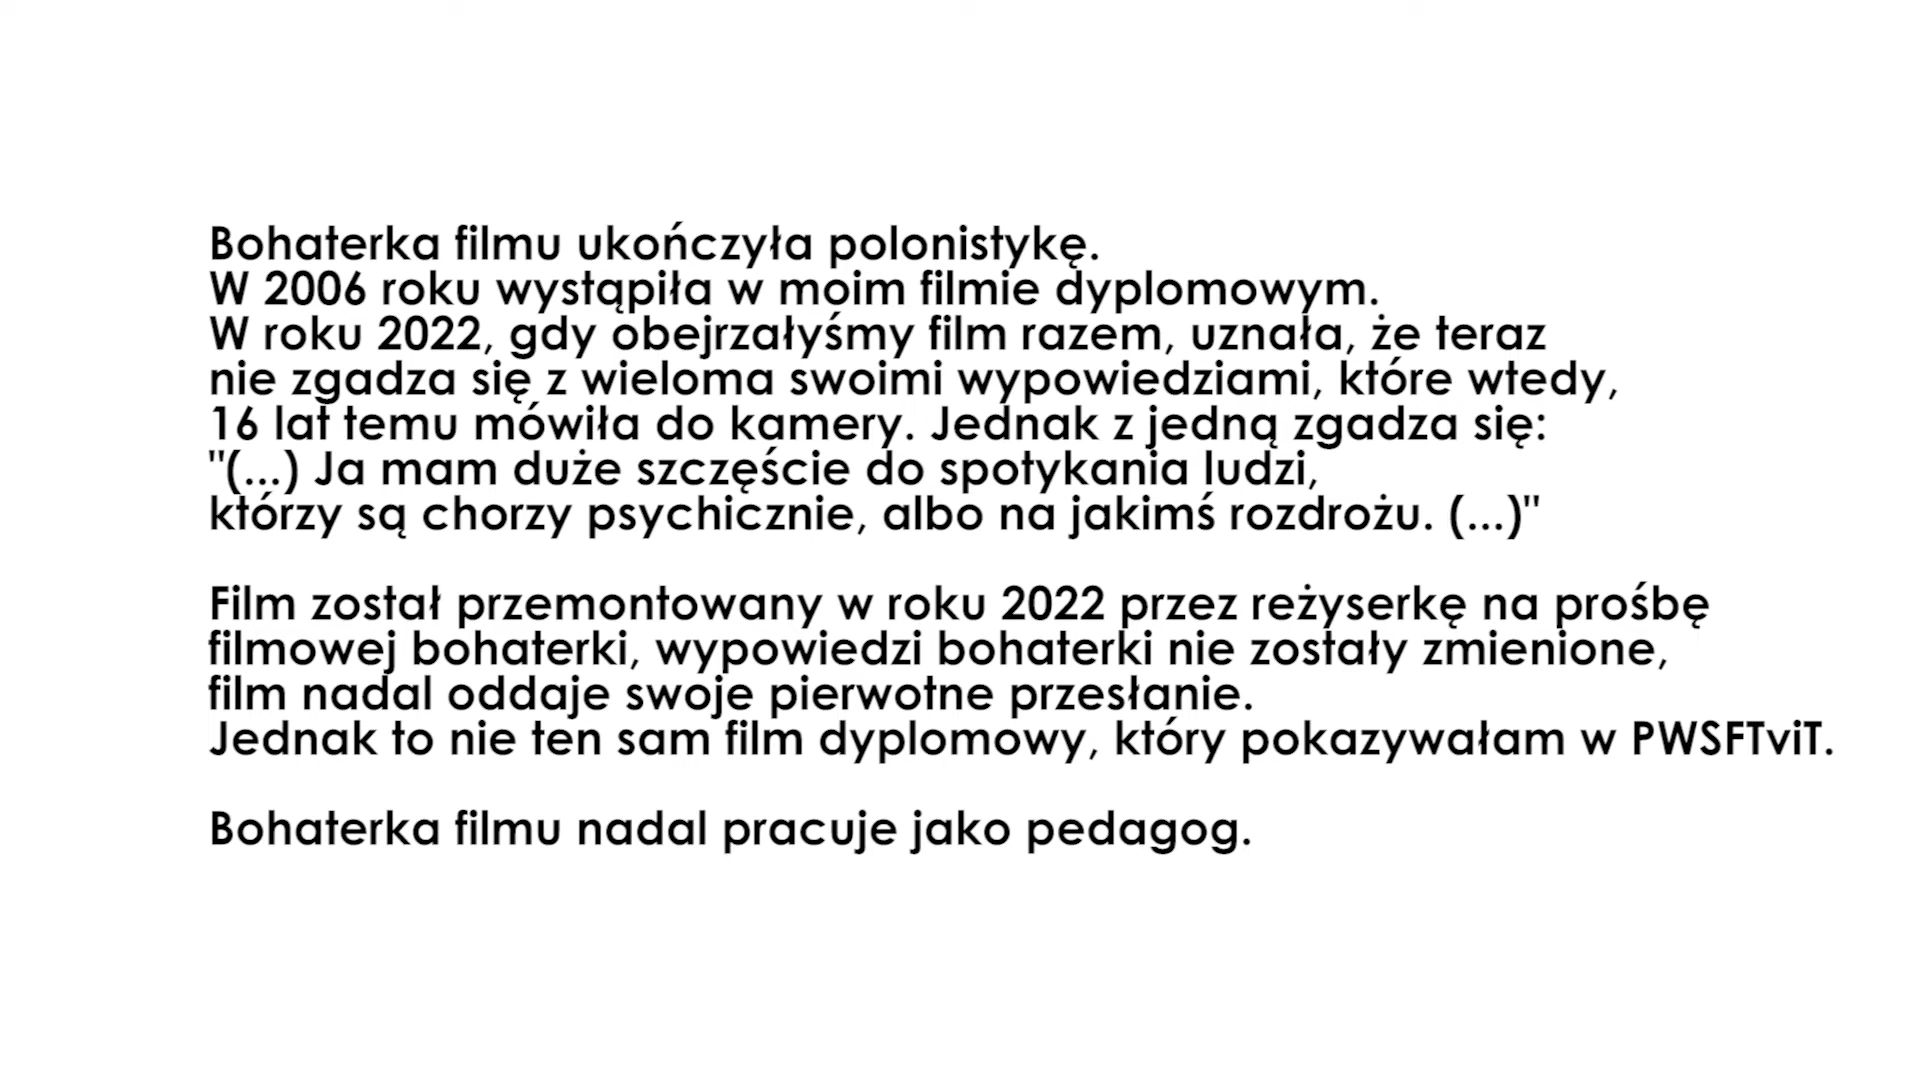 Bohaterka filmu ukończyła polonistykę.
W 2006 roku wystąpiła w moim filmie dyplomowym.
W roku 2022, gdy obejrzałyśmy film razem, uznała, że teraz
nie zgadza się z wieloma swoimi wypowiedziami, które wtedy,
16 lat temu mówiła do kamery. Jednak z jedną zgadza się:
"(...) Ja mam duże szczęście do spotykania ludzi,
którzy są chorzy psychicznie, albo na jakimś rozdrożu. (...)"
Film został przemontowany w roku 2022 przez reżyserkę na prośbę
filmowej bohaterki, wypowiedzi bohaterki nie zostały zmienione,
film nadal oddaje swoje pierwotne przesłanie.
Jednak to nie ten sam film dyplomowy, który pokazywałam w PWSFTviT.
Bohaterka filmu nadal pracuje jako pedagog.